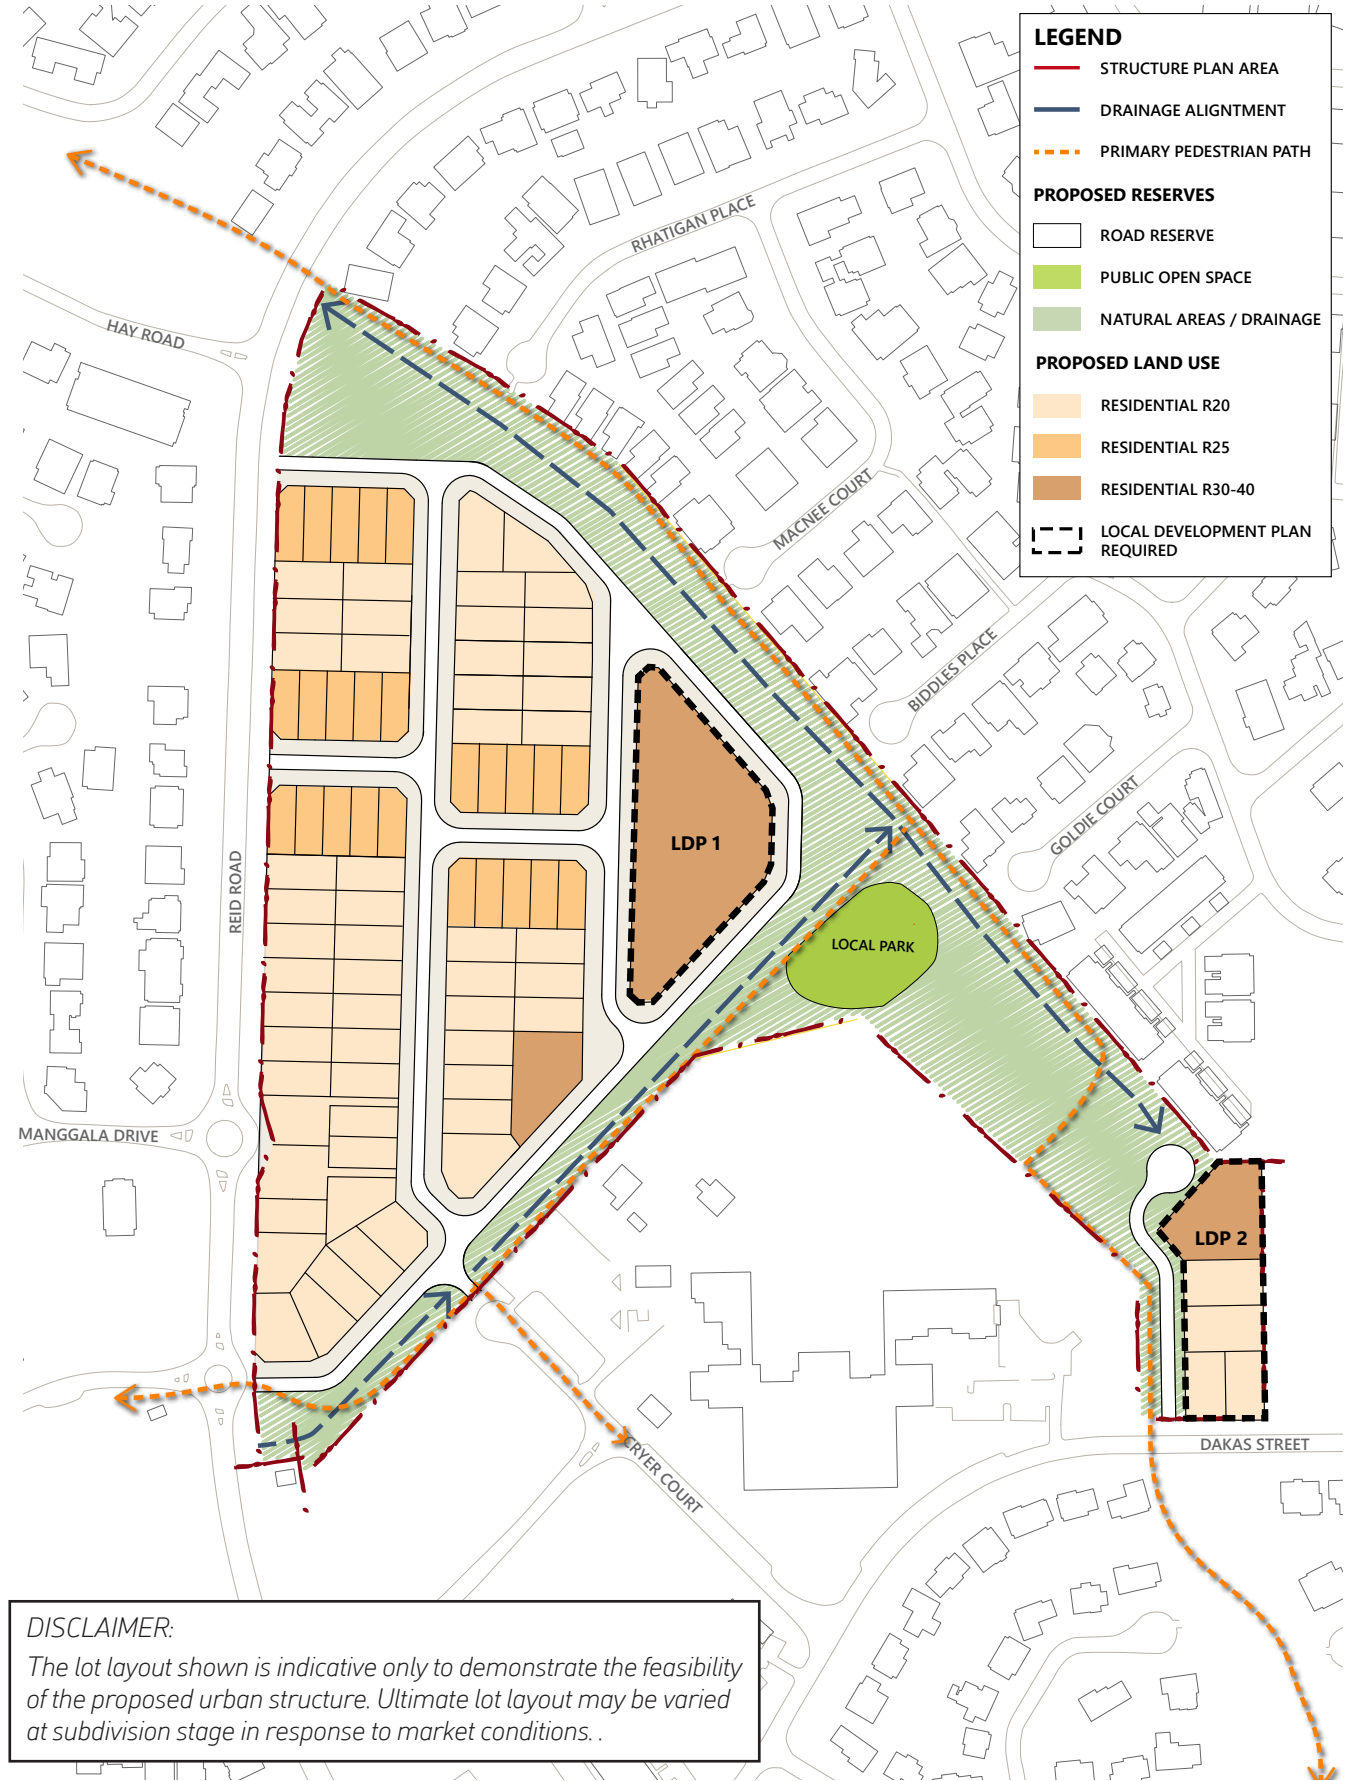 LEGEND
STRUCTURE PLAN AREA
DRAINAGE ALIGNTMENT
PRIMARY PEDESTRIAN PATH
PROPOSED RESERVES
ROAD RESERVE
PUBLIC OPEN SPACE
NATURAL AREAS / DRAINAGE
PROPOSED LAND USE
RESIDENTIAL R20
RESIDENTIAL R25
RESIDENTIAL R30-40
LOCAL DEVELOPMENT PLAN
REQUIRED
RHATIGAN PLACE
HAY ROAD
MACNEE COURT
BIDDLES PLACE
GOLDIE COURT
LDP 1
REID ROAD
LOCAL PARK
MANGGALA DRIVE
LDP 2
DAKAS STREET
CRYER COURT
DISCLAIMER:
The lot layout shown is indicative only to demonstrate the feasibility
of the proposed urban structure. Ultimate lot layout may be varied
at subdivision stage in response to market conditions. .